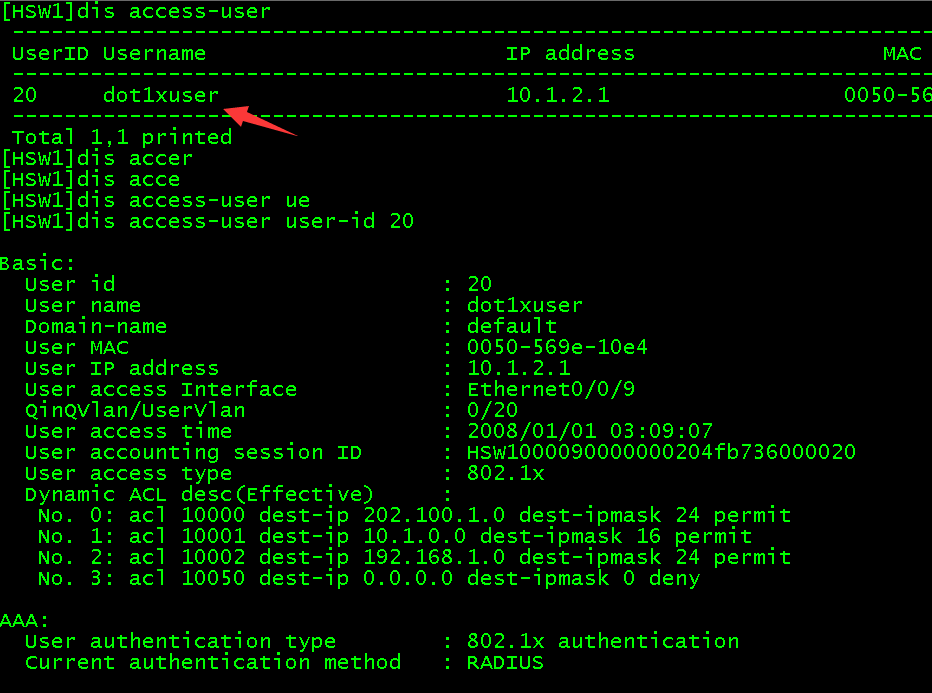 [HSW1]dis access-user
------------------------------------------------------------------------
UserID Username IP address MAC
------------------------------------------------------------------------
20 dot1xuser 10.1.2.1 0050-56
------------------------------------------------------------------------
Total 1,1 printed
[HSW1]dis accer
[HSW1]dis acce
[HSW1]dis access-user ue
[HSW1]dis access-user user-id 20
Basic:
User id : 20
User name : dot1xuser
Domain-name : default
User MAC : 0050-569e-10e4
User IP address : 10.1.2.1
User access Interface : Ethernet0/0/9
QinQVlan/UserVlan : 0/20
User access time : 2008/01/01 03:09:07
User accounting session ID : HSW1000090000000204fb736000020
User access type : 802.1x
Dynamic ACL desc(Effective) :
No. 0: acl 10000 dest-ip 202.100.1.0 dest-ipmask 24 permit
No. 1: acl 10001 dest-ip 10.1.0.0 dest-ipmask 16 permit
No. 2: acl 10002 dest-ip 192.168.1.0 dest-ipmask 24 permit
No. 3: acl 10050 dest-ip 0.0.0.0 dest-ipmask 0 deny
AAA:
User authentication type : 802.1x authentication
Current authentication method : RADIUS